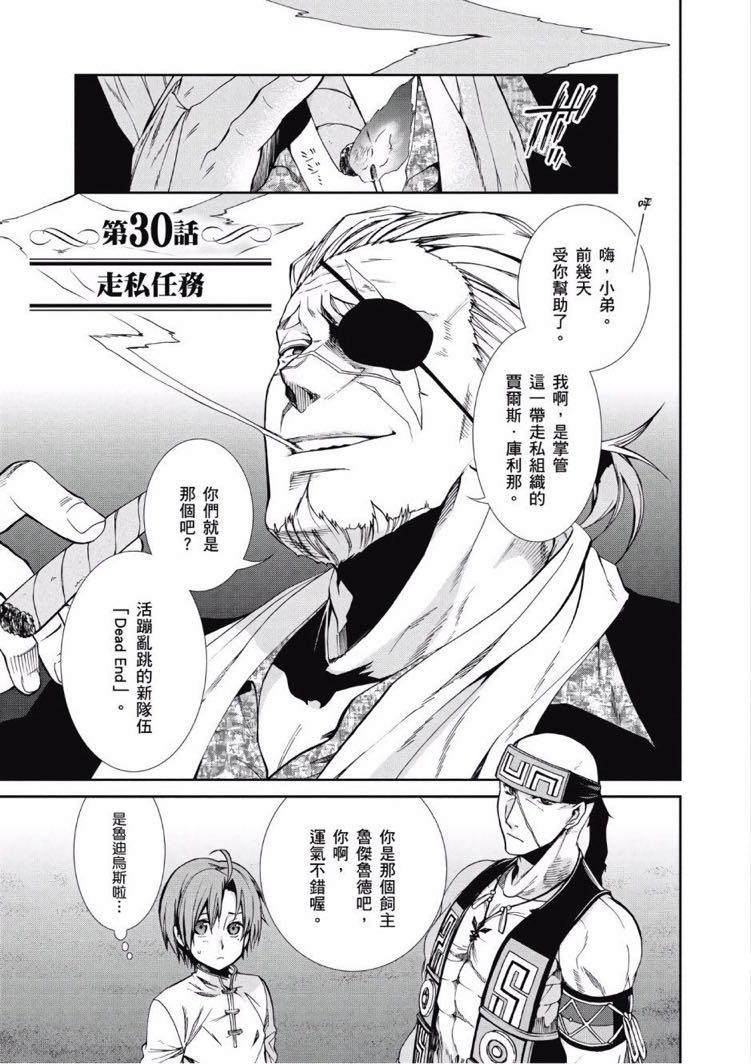 第30話
走私任務
呼
嗨，小弟。
前幾天
受你幫助了。
我啊，是掌管
這一帶走私組織的
賈爾斯·庫利那。
你們就是
那個吧？
活蹦亂跳的新隊伍
「Dead End」。
你是那個飼主
魯傑魯德吧，
你啊，
運氣不錯喔。
是魯迪烏斯啦…